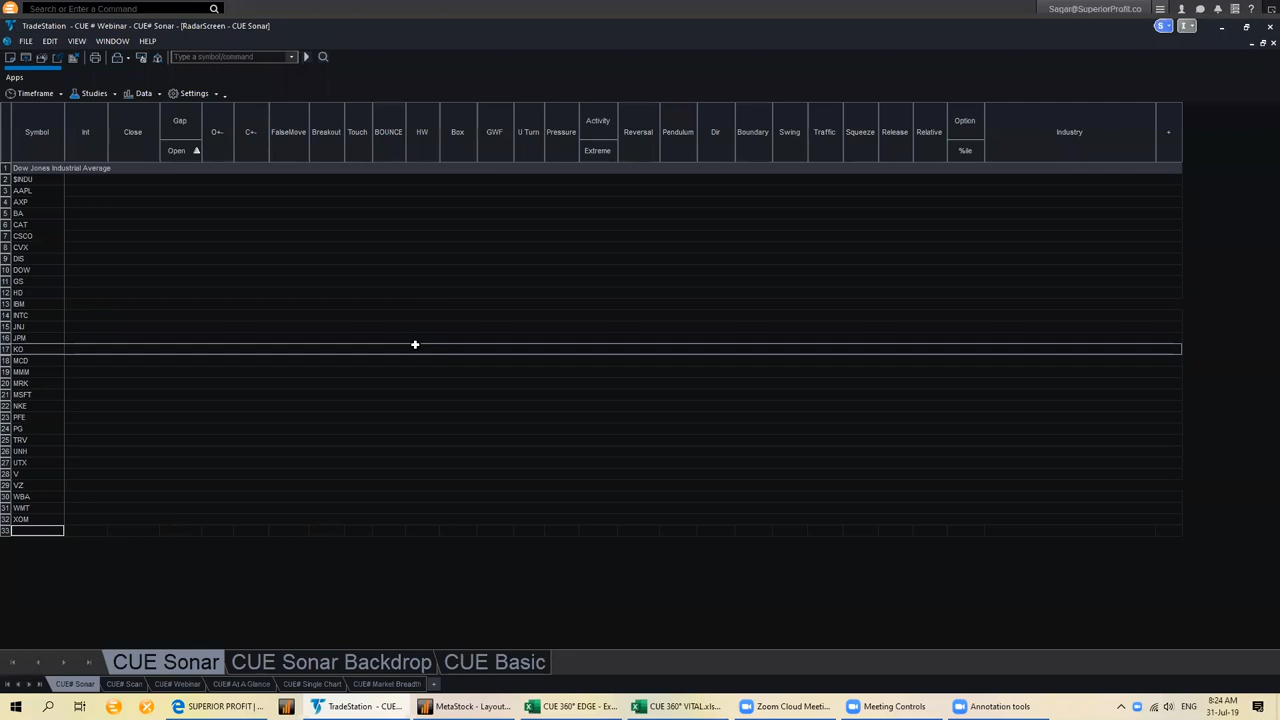 Search or Enter a Command
Sagar@SuperiorProfit.co
TradeStation - CUE # Webinar - CUE# Sonar - [RadarScreen - CUE Sonar]
S
I
FILE EDIT VIEW WINDOW HELP
Type a symbol/command
Apps
Timeframe Studies Data Settings
Symbol Int Close Gap Open O+- C+- FalseMove Breakout Touch BOUNCE HW Box GWF U Turn Pressure Activity Extreme Reversal Pendulum Dir Boundary Swing Traffic Squeeze Release Relative Option %ile Industry +
1 Dow Jones Industrial Average
2 $INDU
3 AAPL
4 AXP
5 BA
6 CAT
7 CSCO
8 CVX
9 DIS
10 DOW
11 GS
12 HD
13 IBM
14 INTC
15 JNJ
16 JPM
17 KO
18 MCD
19 MMM
20 MRK
21 MSFT
22 NKE
23 PFE
24 PG
25 TRV
26 UNH
27 UTX
28 V
29 VZ
30 WBA
31 WMT
32 XOM
33
CUE Sonar CUE Sonar Backdrop CUE Basic
CUE# Sonar CUE# Scan CUE# Webinar CUE# At A Glance CUE# Single Chart CUE# Market Breadth +
SUPERIOR PROFIT | ... TradeStation - CUE... MetaStock - Layout... CUE 360° EDGE - Ex... CUE 360° VITAL.xls... Zoom Cloud Meeti... Meeting Controls Annotation tools
8:24 AM
31-Jul-19